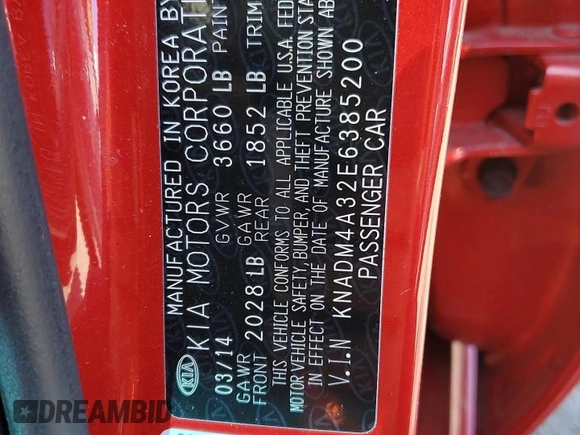 MANUFACTURED IN KOREA BY
KIA MOTORS CORPORATI
03/14 GVWR 3660 LB PAIN
GAWR FRONT 2028 LB GAWR REAR 1852 LB TRIM
THIS VEHICLE CONFORMS TO ALL APPLICABLE U.S.A. FED
MOTOR VEHICLE SAFETY, BUMPER, AND THEFT PREVENTION STA
IN EFFECT ON THE DATE OF MANUFACTURE SHOWN AB
V.I.N KNADM4A32E6385200
PASSENGER CAR
KIA
DREAMBID